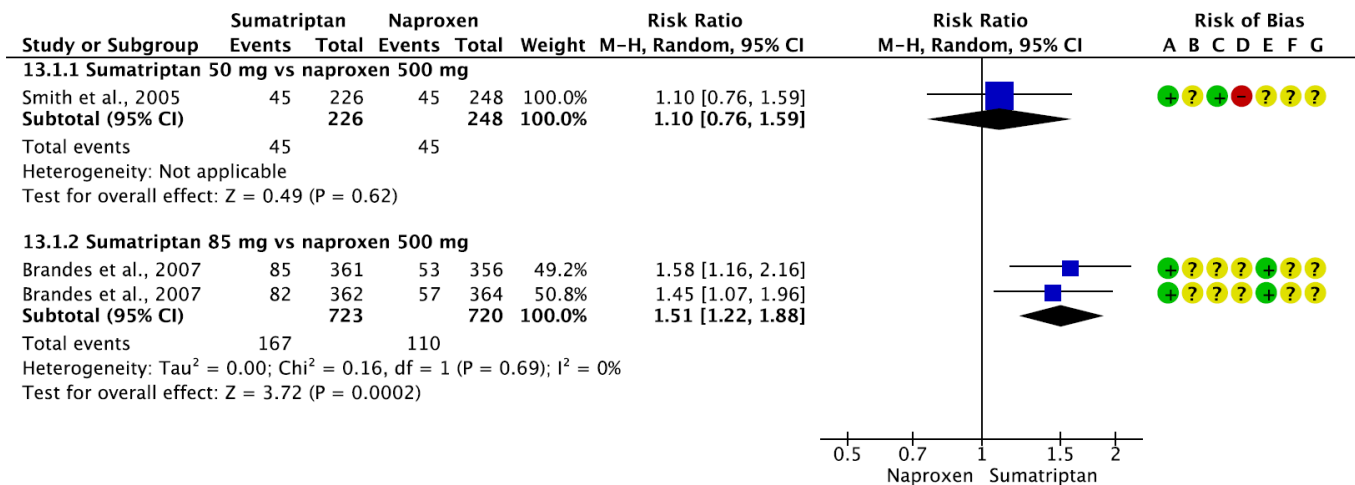 Sumatriptan Naproxen Risk Ratio Risk Ratio Risk of Bias
Study or Subgroup Events Total Events Total Weight M-H, Random, 95% CI M-H, Random, 95% CI A B C D E F G
13.1.1 Sumatriptan 50 mg vs naproxen 500 mg
Smith et al., 2005 45 226 45 248 100.0% 1.10 [0.76, 1.59] + ? + - ? ? ?
Subtotal (95% CI) 226 248 100.0% 1.10 [0.76, 1.59]
Total events 45 45
Heterogeneity: Not applicable
Test for overall effect: Z = 0.49 (P = 0.62)
13.1.2 Sumatriptan 85 mg vs naproxen 500 mg
Brandes et al., 2007 85 361 53 356 49.2% 1.58 [1.16, 2.16] + ? ? ? + ? ?
Brandes et al., 2007 82 362 57 364 50.8% 1.45 [1.07, 1.96] + ? ? ? + ? ?
Subtotal (95% CI) 723 720 100.0% 1.51 [1.22, 1.88]
Total events 167 110
Heterogeneity: Tau² = 0.00; Chi² = 0.16, df = 1 (P = 0.69); I² = 0%
Test for overall effect: Z = 3.72 (P = 0.0002)
0.5 0.7 1 1.5 2
Naproxen Sumatriptan